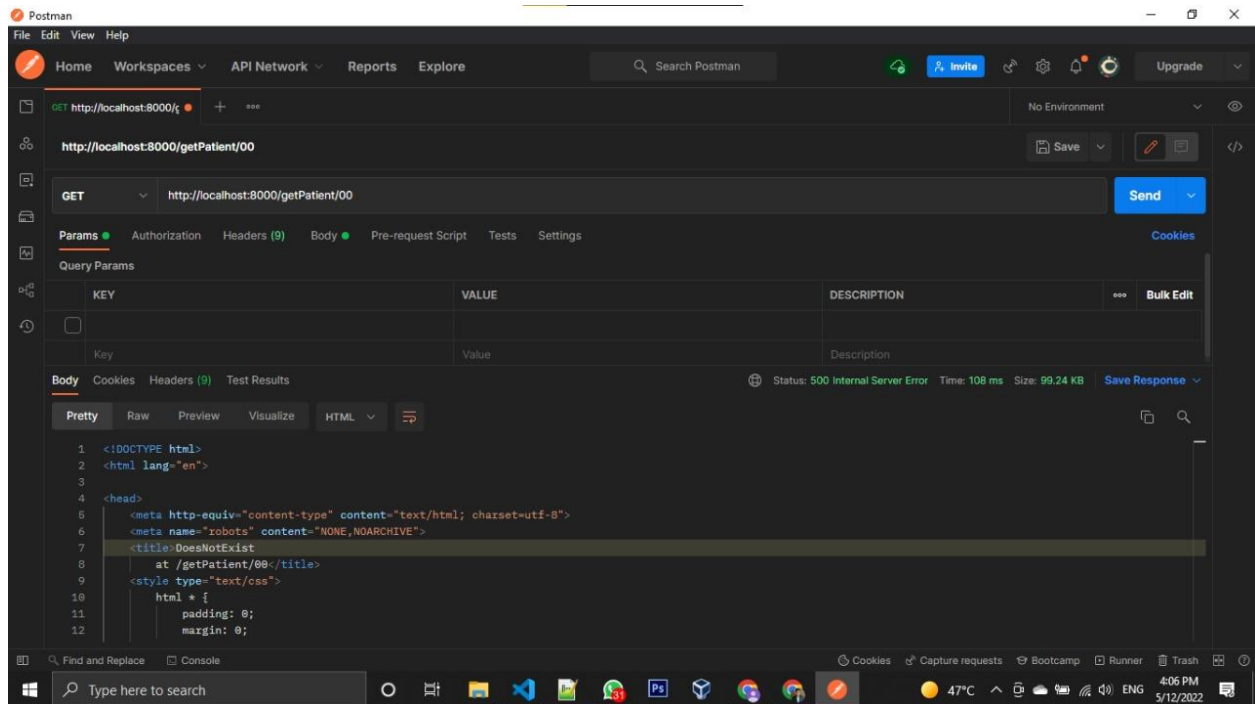 Postman
File Edit View Help
Home Workspaces API Network Reports Explore Search Postman Invite Upgrade
GET http://localhost:8000/g No Environment
http://localhost:8000/getPatient/00 Save
GET http://localhost:8000/getPatient/00 Send
Params Authorization Headers (9) Body Pre-request Script Tests Settings Cookies
Query Params
KEY VALUE DESCRIPTION Bulk Edit
Key Value Description
Body Cookies Headers (9) Test Results Status: 500 Internal Server Error Time: 108 ms Size: 99.24 KB Save Response
Pretty Raw Preview Visualize HTML
1 <!DOCTYPE html>
2 <html lang="en">
3
4 <head>
5 <meta http-equiv="content-type" content="text/html; charset=utf-8">
6 <meta name="robots" content="NONE,NOARCHIVE">
7 <title>DoesNotExist
8 at /getPatient/00</title>
9 <style type="text/css">
10 html * {
11 padding: 0;
12 margin: 0;
Find and Replace Console Cookies Capture requests Bootcamp Runner Trash
Type here to search 31 Ps 47°C ENG 4:06 PM
5/12/2022